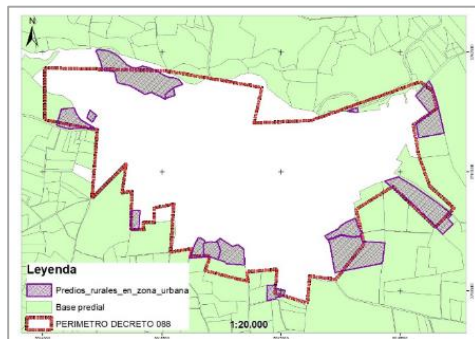 N
Leyenda
Predios_rurales_en_zona_urbana
Base predial
PERIMETRO DECRETO 088
1:20.000